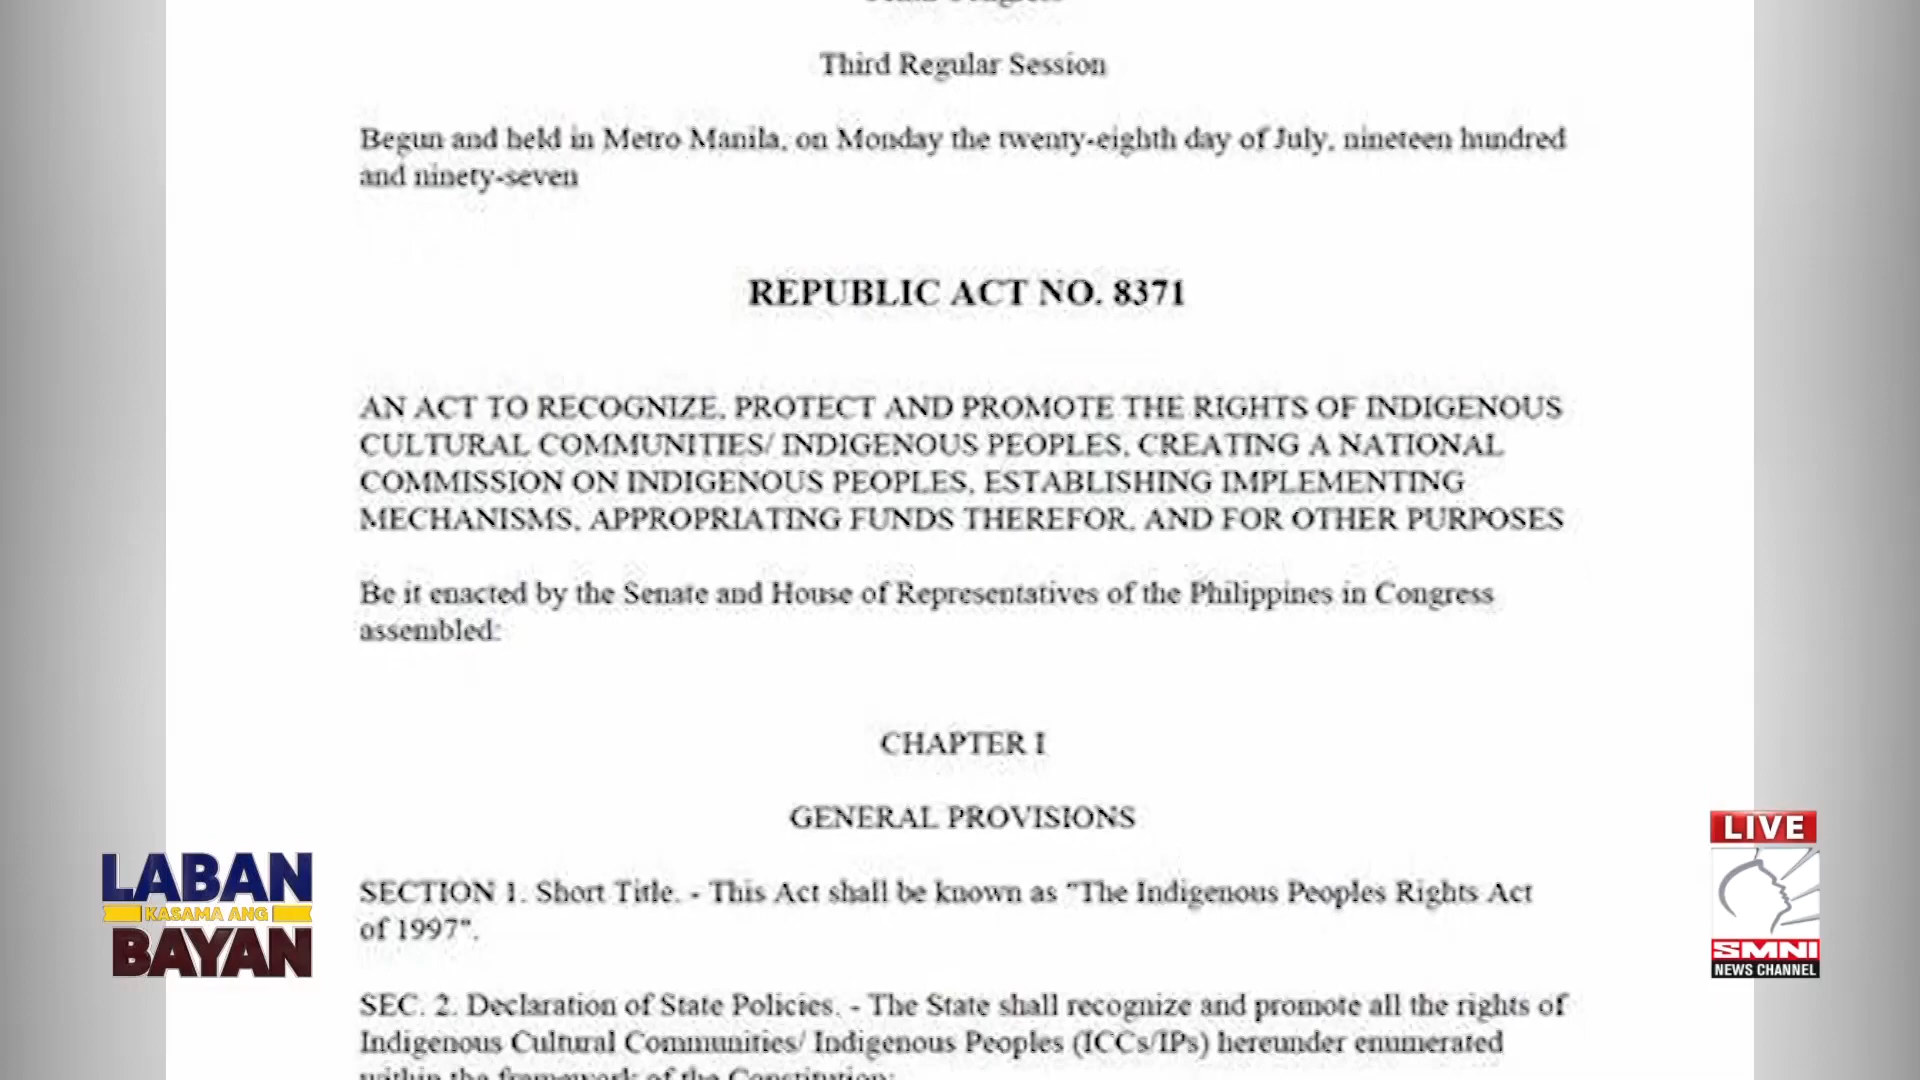 Third Regular Session
Begun and held in Metro Manila, on Monday the twenty-eighth day of July, nineteen hundred
and ninety-seven
REPUBLIC ACT NO. 8371
AN ACT TO RECOGNIZE, PROTECT AND PROMOTE THE RIGHTS OF INDIGENOUS
CULTURAL COMMUNITIES/ INDIGENOUS PEOPLES, CREATING A NATIONAL
COMMISSION ON INDIGENOUS PEOPLES, ESTABLISHING IMPLEMENTING
MECHANISMS, APPROPRIATING FUNDS THEREFOR, AND FOR OTHER PURPOSES
Be it enacted by the Senate and House of Representatives of the Philippines in Congress
assembled:
CHAPTER I
GENERAL PROVISIONS
SECTION 1. Short Title. - This Act shall be known as "The Indigenous Peoples Rights Act
of 1997".
SEC. 2. Declaration of State Policies. - The State shall recognize and promote all the rights of
Indigenous Cultural Communities/ Indigenous Peoples (ICCs/IPs) hereunder enumerated
within the framework of the Constitution:
LABAN
KASAMA ANG
BAYAN
LIVE
SMNI
NEWS CHANNEL